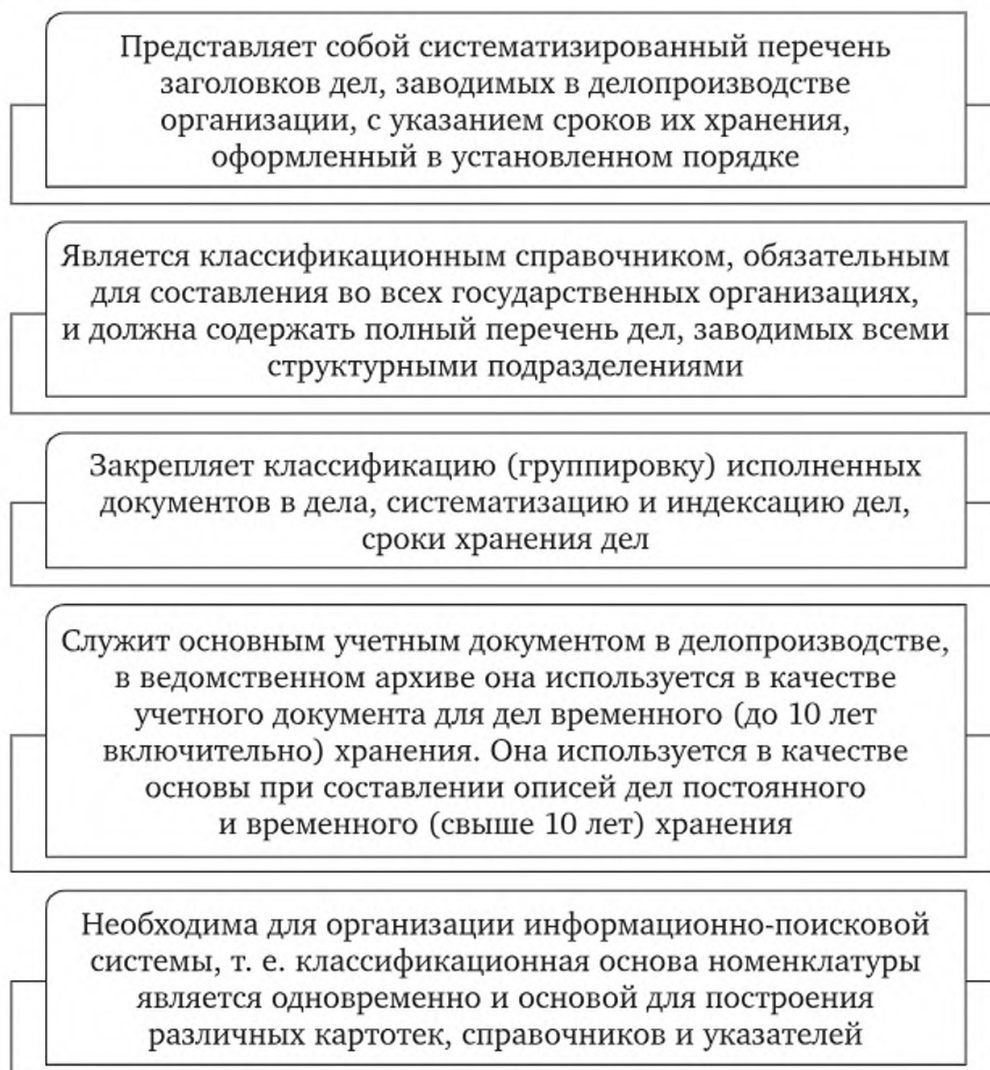 Представляет собой систематизированный перечень
заголовков дел, заводимых в делопроизводстве
организации, с указанием сроков их хранения,
оформленный в установленном порядке
Является классификационным справочником, обязательным
для составления во всех государственных организациях,
и должна содержать полный перечень дел, заводимых всеми
структурными подразделениями
Закрепляет классификацию (группировку) исполненных
документов в дела, систематизацию и индексацию дел,
сроки хранения дел
Служит основным учетным документом в делопроизводстве,
в ведомственном архиве она используется в качестве
учетного документа для дел временного (до 10 лет
включительно) хранения. Она используется в качестве
основы при составлении описей дел постоянного
и временного (свыше 10 лет) хранения
Необходима для организации информационно-поисковой
системы, т. е. классификационная основа номенклатуры
является одновременно и основой для построения
различных картотек, справочников и указателей